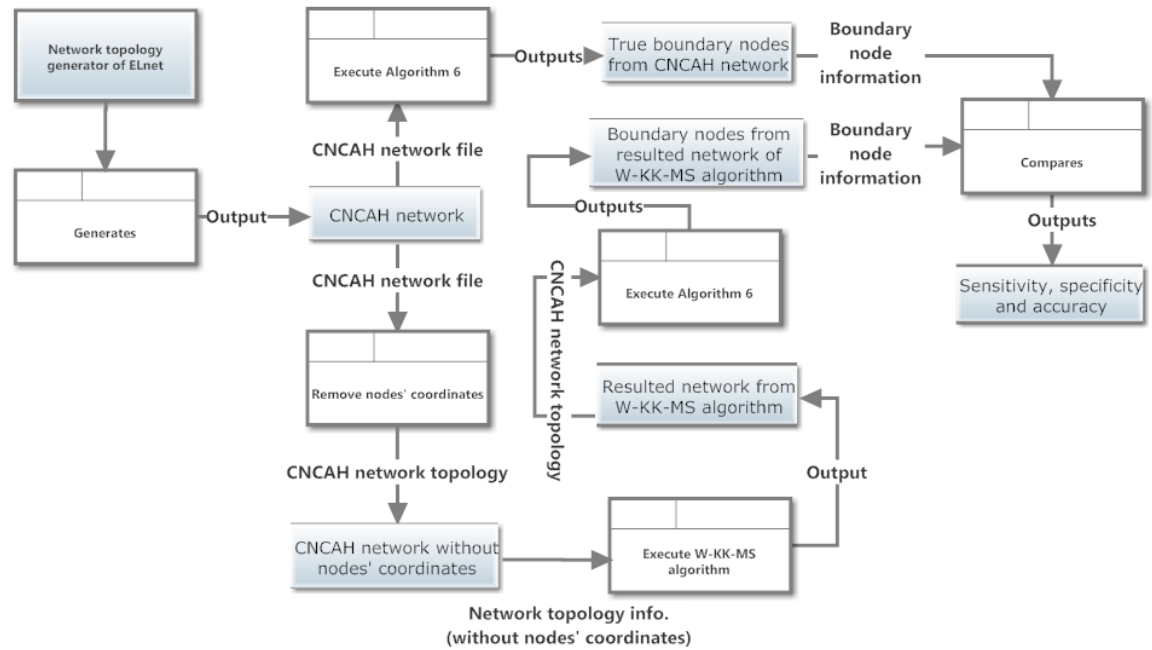 Network topology
generator of ELnet
Generates
Output
CNCAH network
CNCAH network file
Execute Algorithm 6
Outputs
True boundary nodes
from CNCAH network
Boundary
node
information
CNCAH network file
Remove nodes' coordinates
CNCAH network topology
CNCAH network without
nodes' coordinates
Network topology info.
(without nodes' coordinates)
Execute W-KK-MS
algorithm
Output
Resulted network from
W-KK-MS algorithm
CNCAH network topology
Execute Algorithm 6
Outputs
Boundary nodes from
resulted network of
W-KK-MS algorithm
Boundary
node
information
Compares
Outputs
Sensitivity, specificity
and accuracy